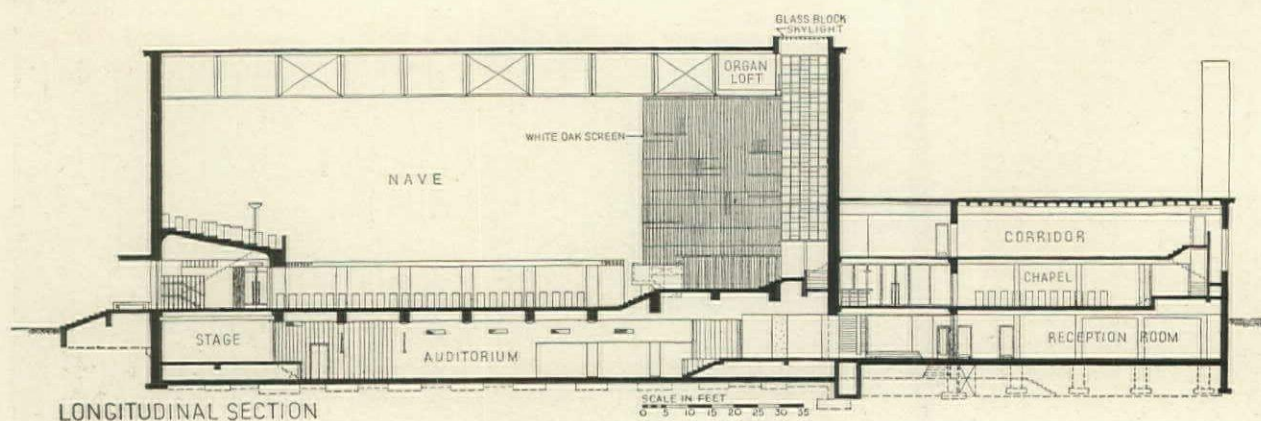 GLASS BLOCK
SKYLIGHT
ORGAN
LOFT
WHITE OAK SCREEN
NAVE
CORRIDOR
CHAPEL
STAGE
AUDITORIUM
RECEPTION ROOM
LONGITUDINAL SECTION
SCALE IN FEET
0 5 10 15 20 25 30 35